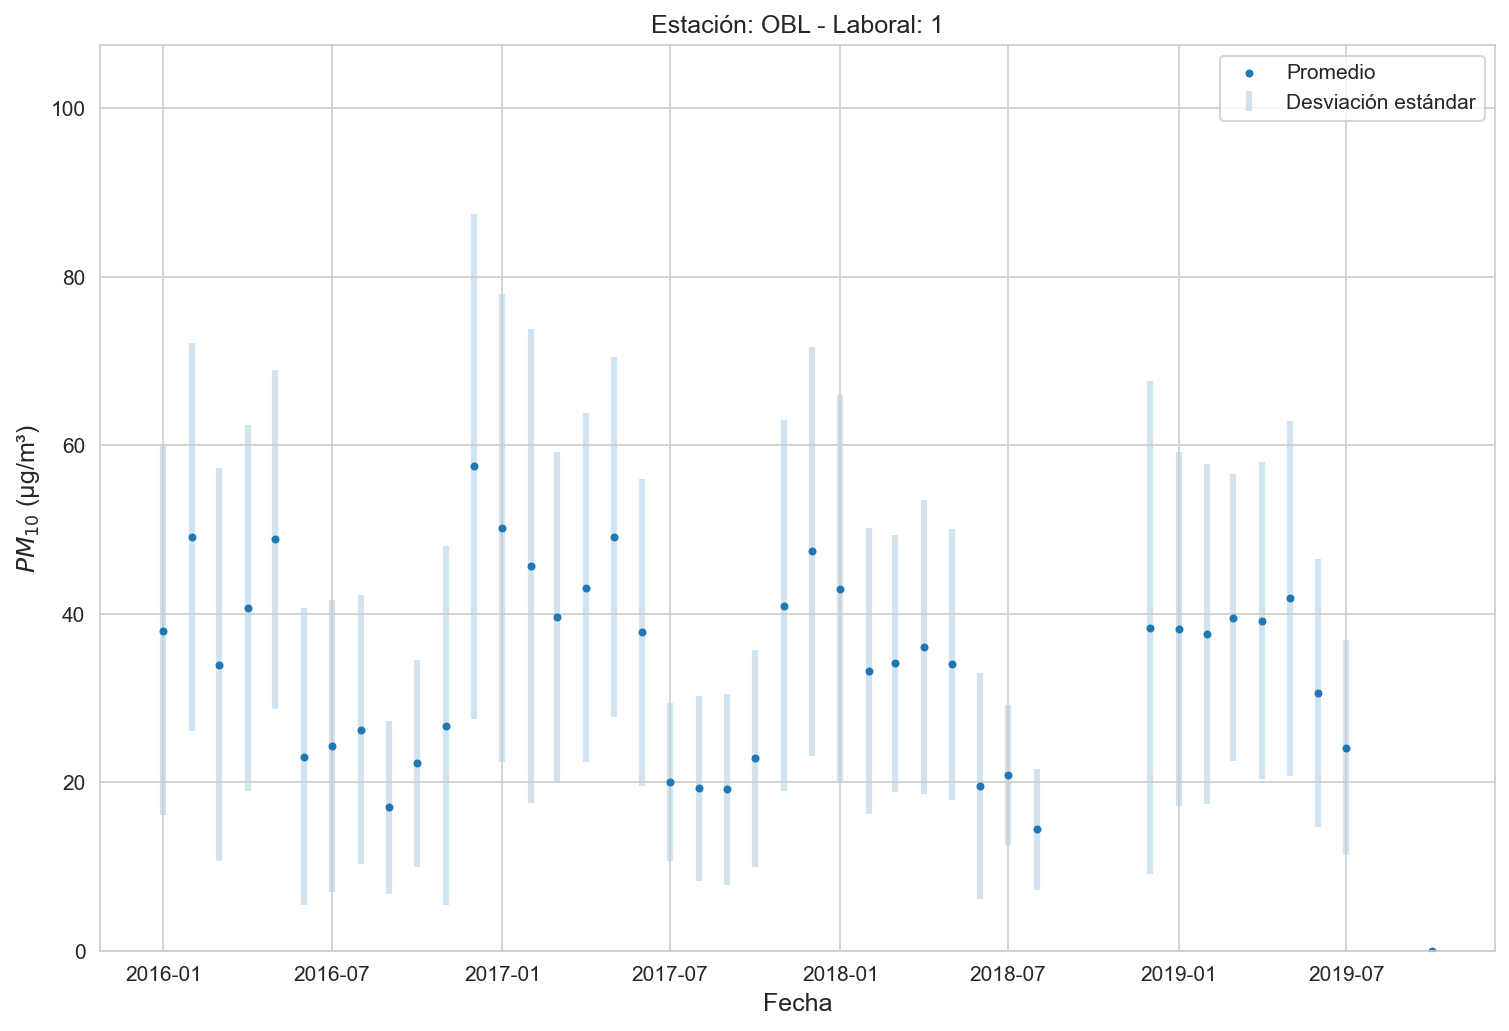 Estación: OBL - Laboral: 1
Promedio
Desviación estándar
100
80
60
40
20
0
PM10 (µg/m³)
2016-01
2016-07
2017-01
2017-07
2018-01
2018-07
2019-01
2019-07
Fecha